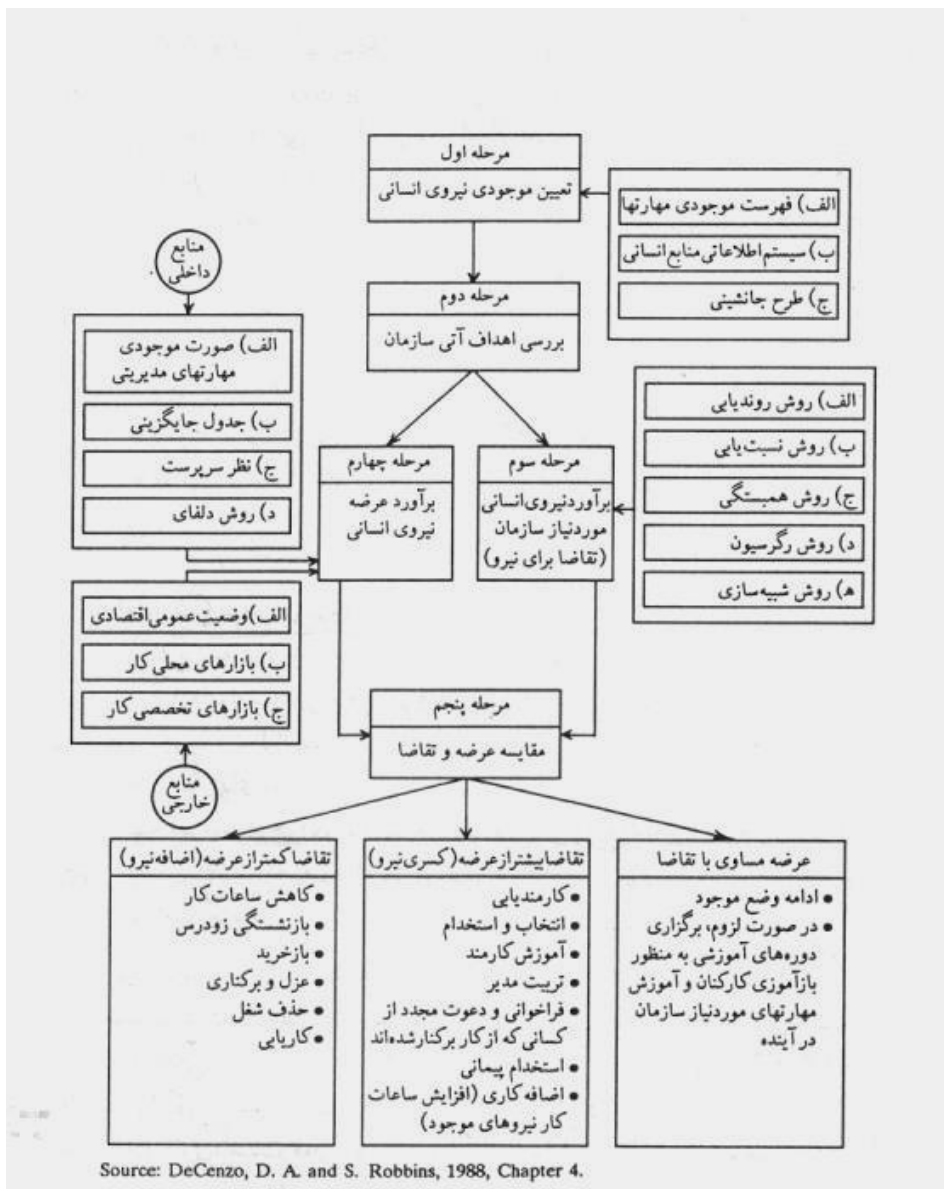 مرحله اول
تعیین موجودی نیروی انسانی
الف) فهرست موجودی مهارتها
ب) سیستم اطلاعاتی منابع انسانی
ج) طرح جانشینی
مرحله دوم
بررسی اهداف آتی سازمان
منابع
داخلی
الف) صورت موجودی
مهارتهای مدیریتی
ب) جدول جایگزینی
ج) نظر سرپرست
د) روش دلفای
مرحله سوم
برآورد نیروی انسانی
موردنیاز سازمان
(تقاضا برای نیرو)
الف) روش روندیابی
ب) روش نسبت‌یابی
ج) روش همبستگی
د) روش رگرسیون
ه) روش شبیه‌سازی
مرحله چهارم
برآورد عرضه
نیروی انسانی
الف) وضعیت عمومی اقتصادی
ب) بازارهای محلی کار
ج) بازارهای تخصصی کار
منابع
خارجی
مرحله پنجم
مقایسه عرضه و تقاضا
عرضه مساوی با تقاضا
• ادامه وضع موجود
• در صورت لزوم، برگزاری
دوره‌های آموزشی به منظور
بازآموزی کارکنان و آموزش
مهارتهای موردنیاز سازمان
در آینده
تقاضا بیشتر از عرضه (کسری نیرو)
• کارمندیابی
• انتخاب و استخدام
• آموزش کارمند
• تربیت مدیر
• فراخوانی و دعوت مجدد از
کسانی که از کار برکنار شده‌اند
• استخدام پیمانی
• اضافه کاری (افزایش ساعات
کار نیروهای موجود)
تقاضا کمتر از عرضه (اضافه نیرو)
• کاهش ساعات کار
• بازنشستگی زودرس
• بازخرید
• عزل و برکناری
• حذف شغل
• کاریابی
Source: DeCenzo, D. A. and S. Robbins, 1988, Chapter 4.